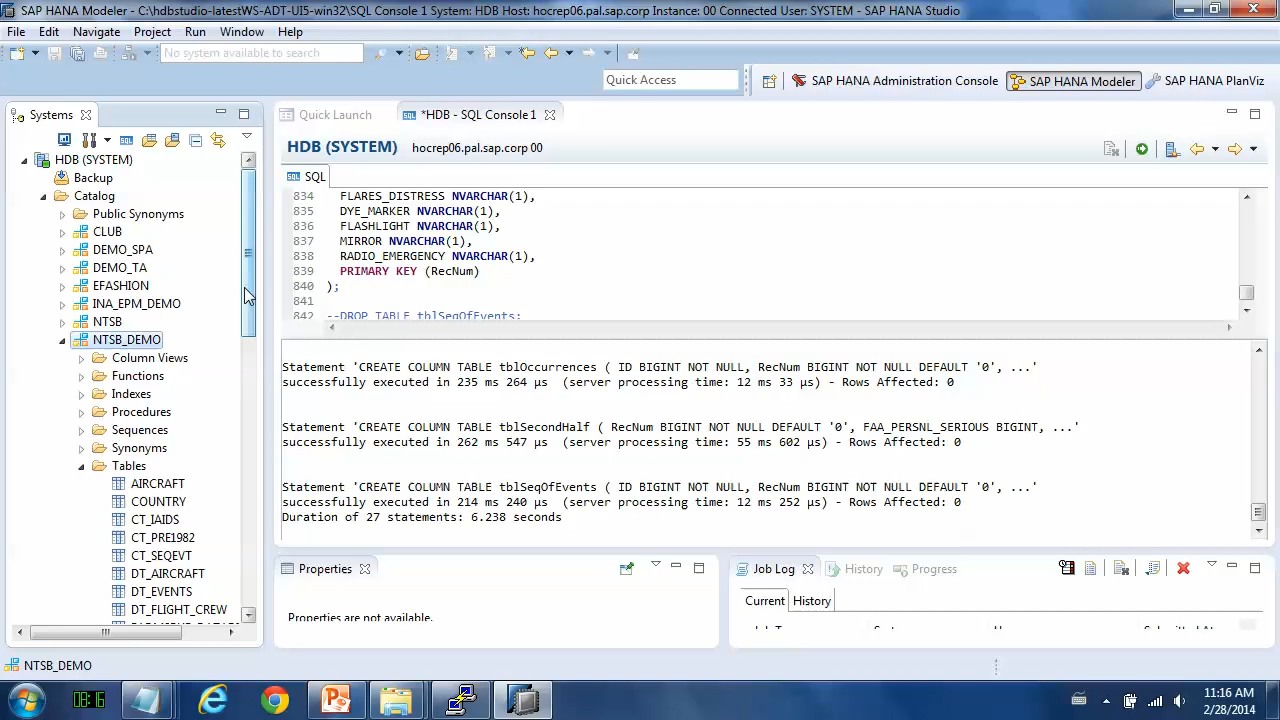 SAP HANA Modeler - C:\hdbstudio-latestWS-ADT-UI5-win32\SQL Console 1 System: HDB Host: hocrep06.pal.sap.corp Instance: 00 Connected User: SYSTEM - SAP HANA Studio
File Edit Navigate Project Run Window Help
No system available to search
Quick Access
SAP HANA Administration Console
SAP HANA Modeler
SAP HANA PlanViz
Systems
HDB (SYSTEM)
Backup
Catalog
Public Synonyms
CLUB
DEMO_SPA
DEMO_TA
EFASHION
INA_EPM_DEMO
NTSB
NTSB_DEMO
Column Views
Functions
Indexes
Procedures
Sequences
Synonyms
Tables
AIRCRAFT
COUNTRY
CT_IAIDS
CT_PRE1982
CT_SEQEVT
DT_AIRCRAFT
DT_EVENTS
DT_FLIGHT_CREW
Quick Launch
*HDB - SQL Console 1
HDB (SYSTEM) hocrep06.pal.sap.corp 00
SQL
834 FLARES_DISTRESS NVARCHAR(1),
835 DYE_MARKER NVARCHAR(1),
836 FLASHLIGHT NVARCHAR(1),
837 MIRROR NVARCHAR(1),
838 RADIO_EMERGENCY NVARCHAR(1),
839 PRIMARY KEY (RecNum)
840 );
841
842 --DROP TABLE tblSeqOfEvents;
Statement 'CREATE COLUMN TABLE tblOccurrences ( ID BIGINT NOT NULL, RecNum BIGINT NOT NULL DEFAULT '0', ...'
successfully executed in 235 ms 264 µs (server processing time: 12 ms 33 µs) - Rows Affected: 0
Statement 'CREATE COLUMN TABLE tblSecondHalf ( RecNum BIGINT NOT NULL DEFAULT '0', FAA_PERSNL_SERIOUS BIGINT, ...'
successfully executed in 262 ms 547 µs (server processing time: 55 ms 602 µs) - Rows Affected: 0
Statement 'CREATE COLUMN TABLE tblSeqOfEvents ( ID BIGINT NOT NULL, RecNum BIGINT NOT NULL DEFAULT '0', ...'
successfully executed in 214 ms 240 µs (server processing time: 12 ms 252 µs) - Rows Affected: 0
Duration of 27 statements: 6.238 seconds
Properties
Properties are not available.
Job Log
History
Progress
Current
History
NTSB_DEMO
08:16
11:16 AM
2/28/2014